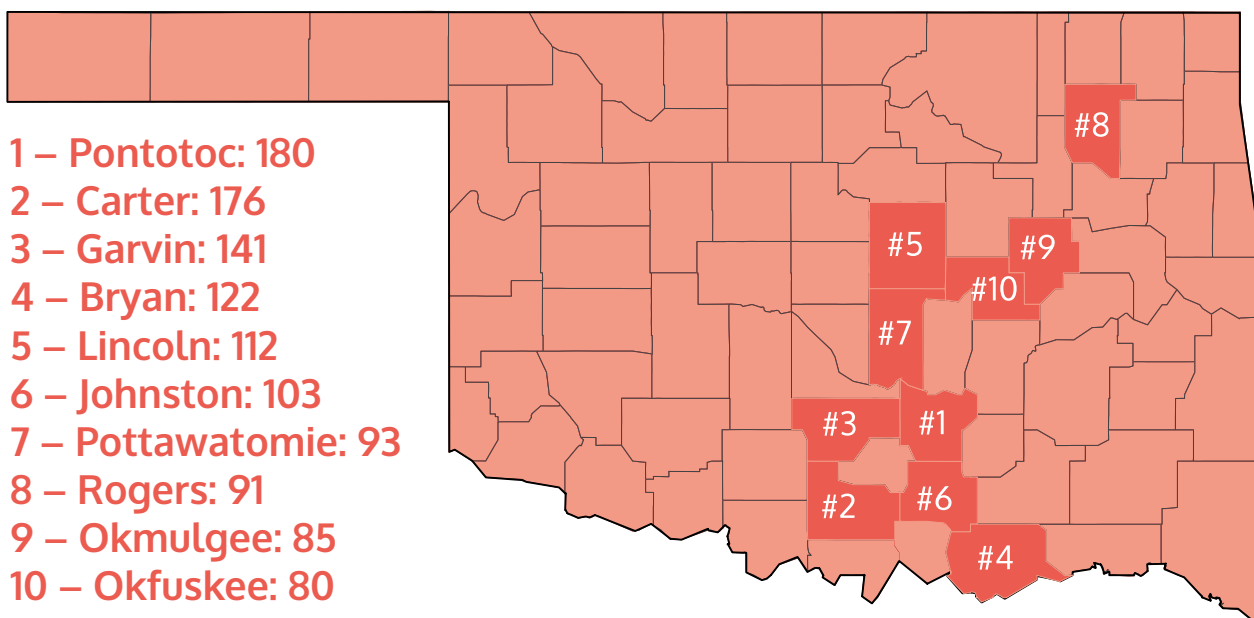 #8
1 – Pontotoc: 180
2 – Carter: 176
3 – Garvin: 141
4 – Bryan: 122
5 – Lincoln: 112
6 – Johnston: 103
7 – Pottawatomie: 93
8 – Rogers: 91
9 – Okmulgee: 85
10 – Okfuskee: 80
#5
#9
#10
#7
#3
#1
#2
#6
#4